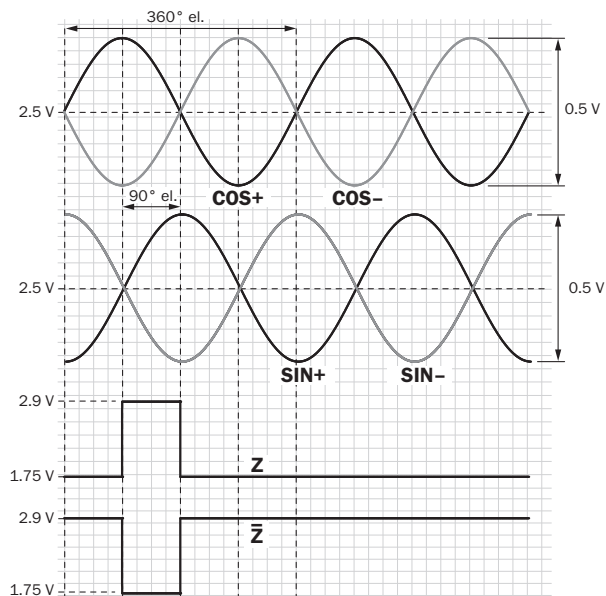 360° el.
2.5 V
0.5 V
90° el.
COS+
COS–
2.5 V
0.5 V
SIN+
SIN–
2.9 V
Z
1.75 V
2.9 V
Z̅
1.75 V